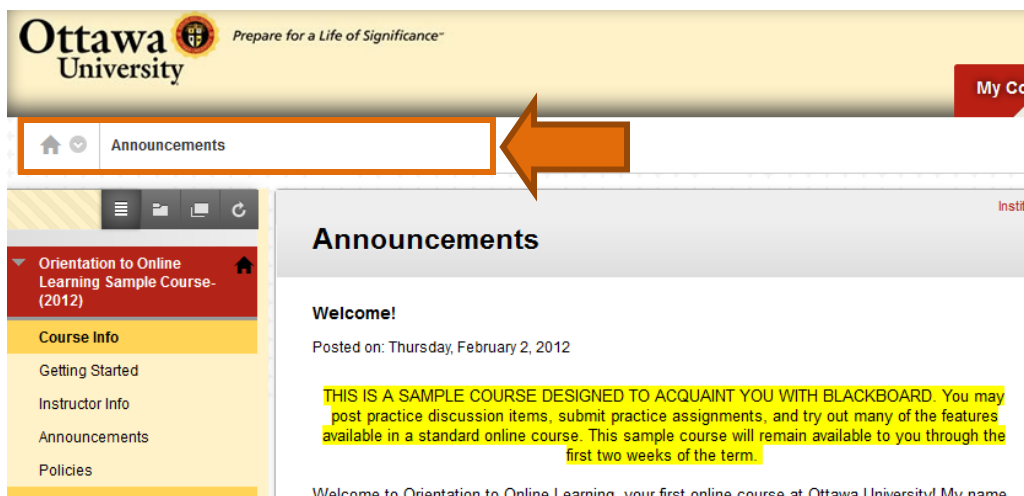 Ottawa
University
Prepare for a Life of Significance
My Co
Announcements
Instit
Announcements
Orientation to Online
Learning Sample Course-
(2012)
Course Info
Getting Started
Instructor Info
Announcements
Policies
Welcome!
Posted on: Thursday, February 2, 2012
THIS IS A SAMPLE COURSE DESIGNED TO ACQUAINT YOU WITH BLACKBOARD. You may
post practice discussion items, submit practice assignments, and try out many of the features
available in a standard online course. This sample course will remain available to you through the
first two weeks of the term.
Welcome to Orientation to Online Learning, your first online course at Ottawa University! My name